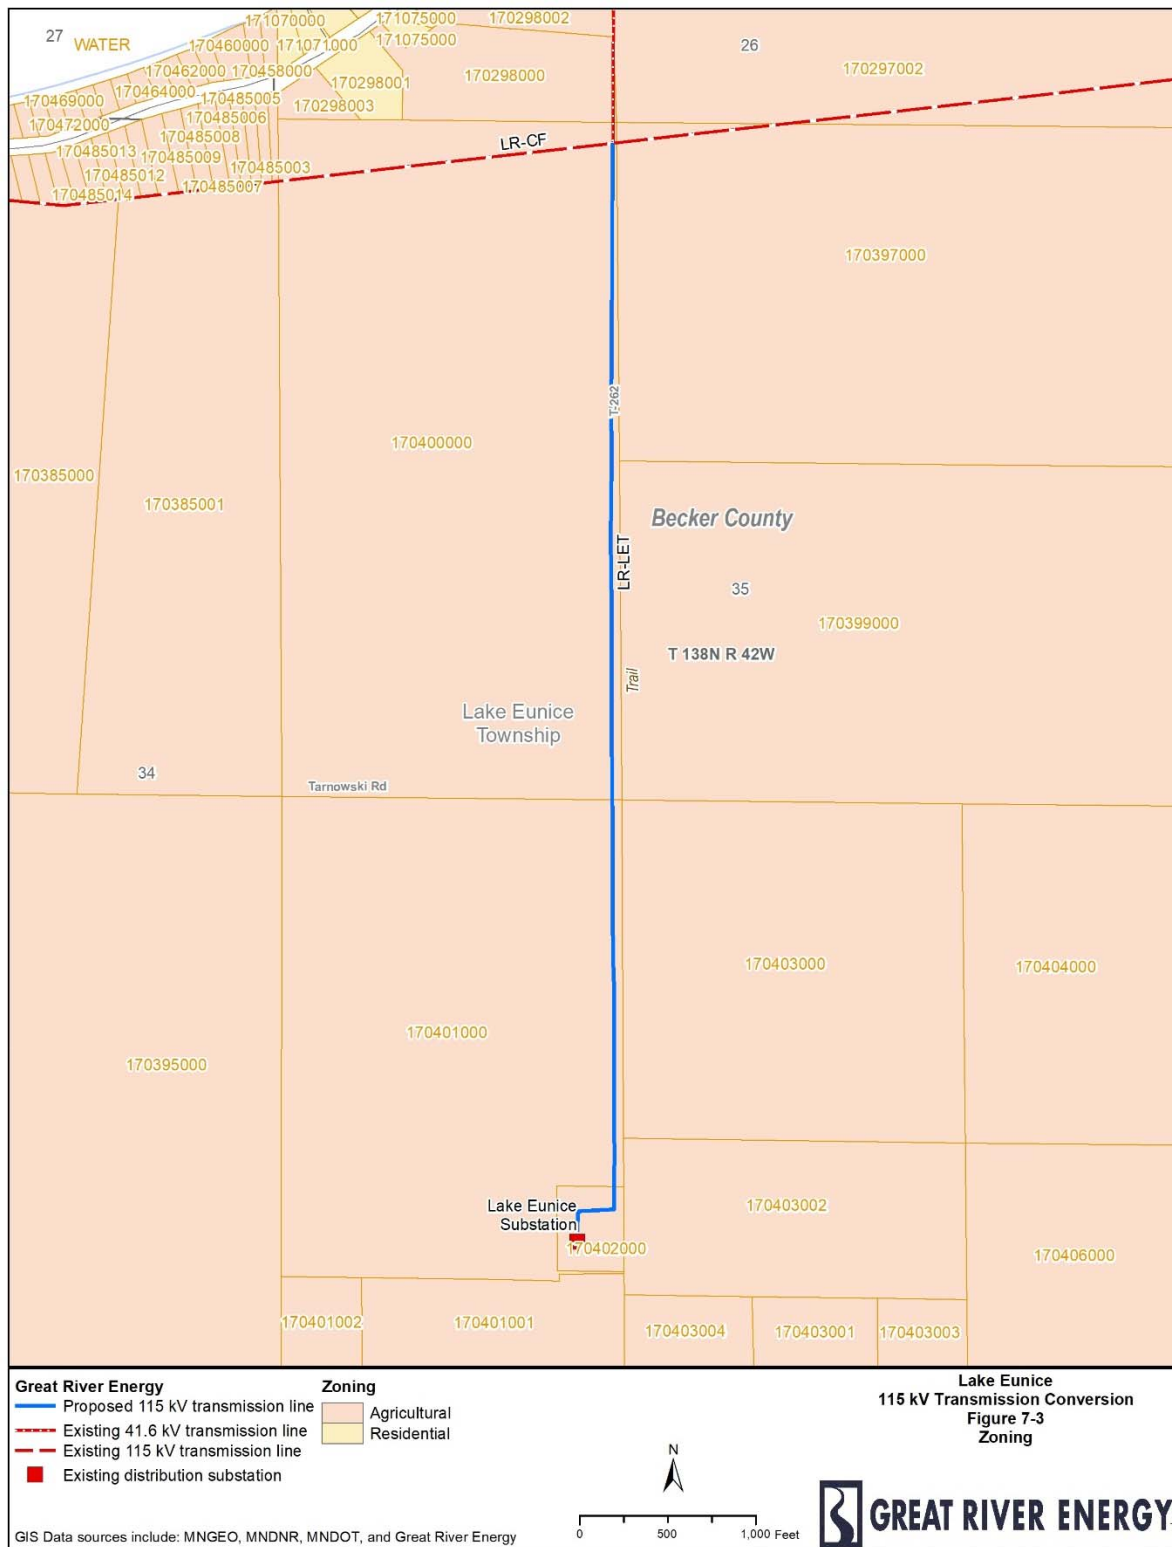 27
WATER
171070000
171075000
170298002
170460000
171071000
171075000
26
170462000
170458000
170298001
170298000
170297002
170469000
170464000
170485005
170298003
170472000
170485006
170485008
LR-CF
170485013
170485009
170485003
170485012
170485007
170485014
170397000
T-262
170400000
170385000
170385001
Becker County
LR-LET
35
170399000
T 138N R 42W
Trail
Lake Eunice
Township
34
Tarnowski Rd
170403000
170404000
170401000
170395000
Lake Eunice
Substation
170403002
170402000
170406000
170401002
170401001
170403004
170403001
170403003
Great River Energy
Proposed 115 kV transmission line
Existing 41.6 kV transmission line
Existing 115 kV transmission line
Existing distribution substation
Zoning
Agricultural
Residential
Lake Eunice
115 kV Transmission Conversion
Figure 7-3
Zoning
N
0 500 1,000 Feet
GREAT RIVER ENERGY
GIS Data sources include: MNGEO, MNDNR, MNDOT, and Great River Energy